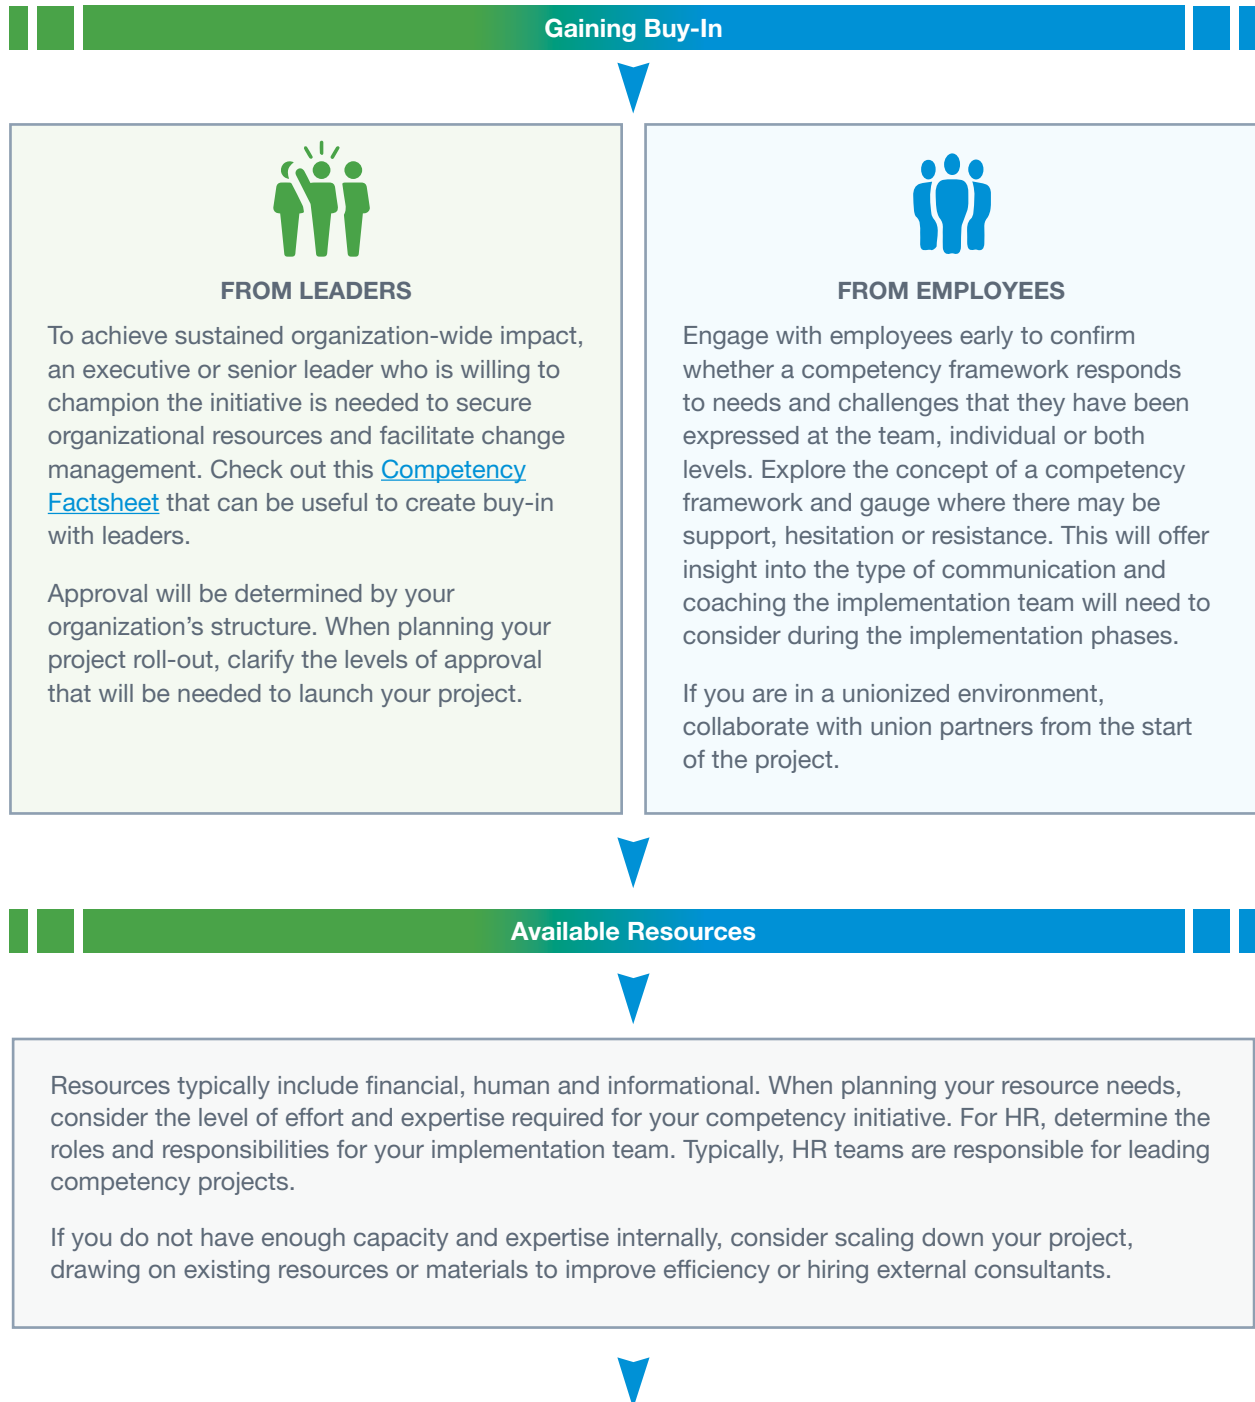 Gaining Buy-In
FROM LEADERS
To achieve sustained organization-wide impact,
an executive or senior leader who is willing to
champion the initiative is needed to secure
organizational resources and facilitate change
management. Check out this Competency
Factsheet that can be useful to create buy-in
with leaders.
Approval will be determined by your
organization’s structure. When planning your
project roll-out, clarify the levels of approval
that will be needed to launch your project.
FROM EMPLOYEES
Engage with employees early to confirm
whether a competency framework responds
to needs and challenges that they have been
expressed at the team, individual or both
levels. Explore the concept of a competency
framework and gauge where there may be
support, hesitation or resistance. This will offer
insight into the type of communication and
coaching the implementation team will need to
consider during the implementation phases.
If you are in a unionized environment,
collaborate with union partners from the start
of the project.
Available Resources
Resources typically include financial, human and informational. When planning your resource needs,
consider the level of effort and expertise required for your competency initiative. For HR, determine the
roles and responsibilities for your implementation team. Typically, HR teams are responsible for leading
competency projects.
If you do not have enough capacity and expertise internally, consider scaling down your project,
drawing on existing resources or materials to improve efficiency or hiring external consultants.